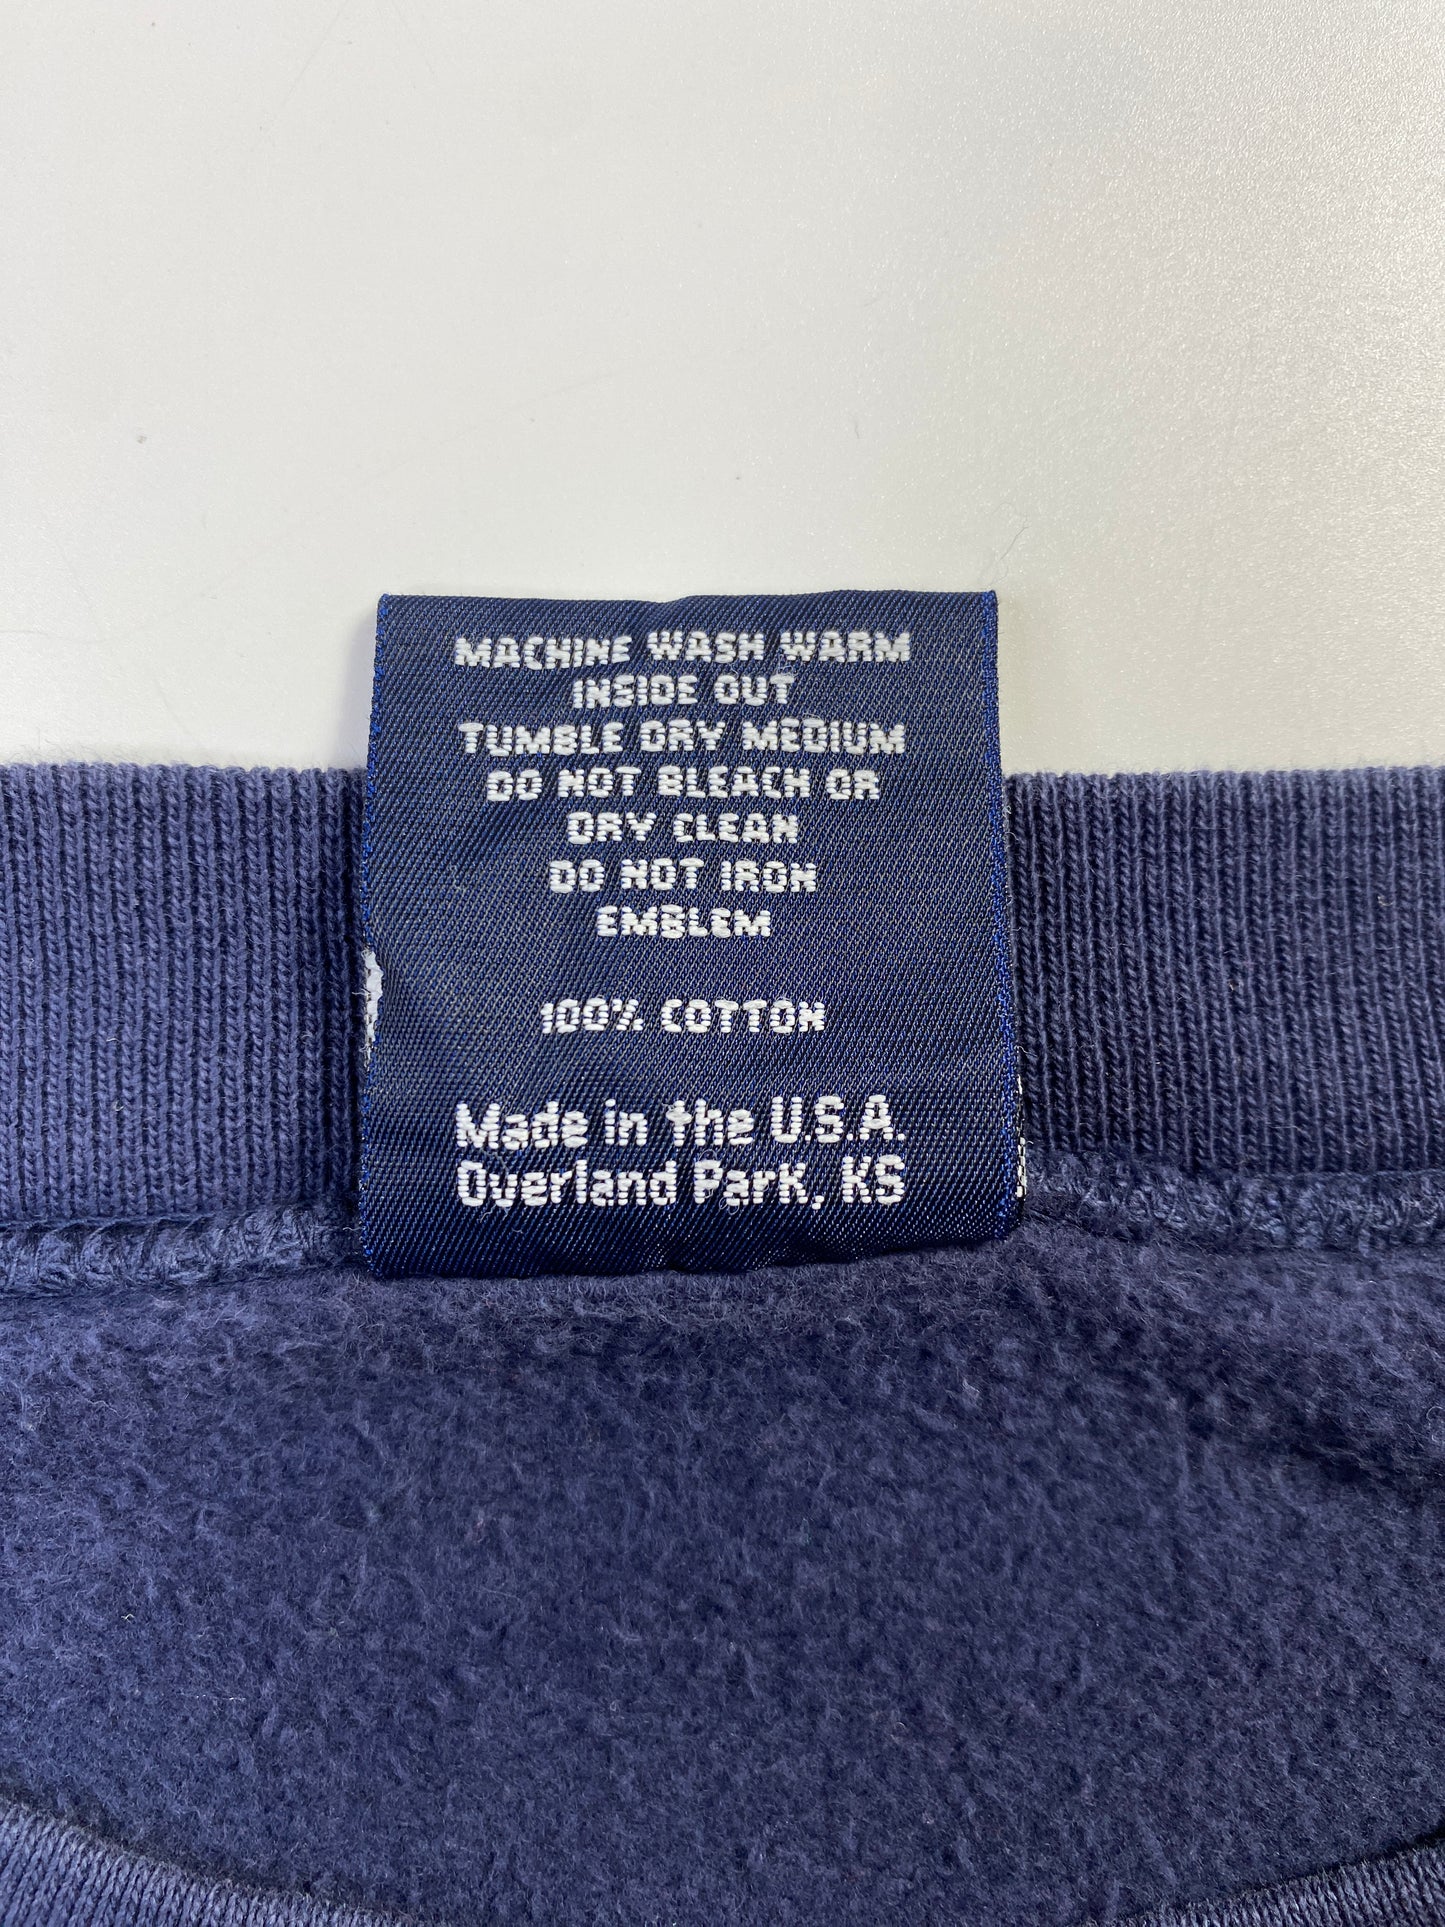 MACHINE WASH WARM
INSIDE OUT
TUMBLE DRY MEDIUM
DO NOT BLEACH OR
DRY CLEAN
DO NOT IRON
EMBLEM
100% COTTON
Made in the U.S.A.
Overland Park, KS